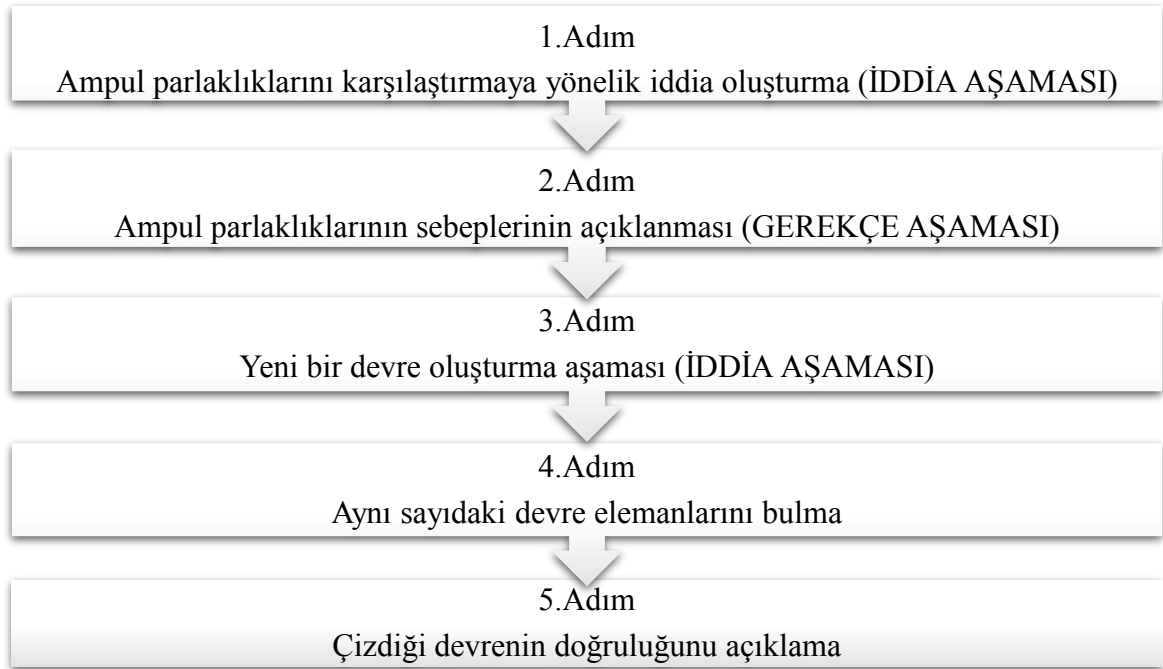 1.Adım
Ampul parlaklıklarını karşılaştırmaya yönelik iddia oluşturma (İDDİA AŞAMASI)
2.Adım
Ampul parlaklıklarının sebeplerinin açıklanması (GEREKÇE AŞAMASI)
3.Adım
Yeni bir devre oluşturma aşaması (İDDİA AŞAMASI)
4.Adım
Aynı sayıdaki devre elemanlarını bulma
5.Adım
Çizdiği devrenin doğruluğunu açıklama